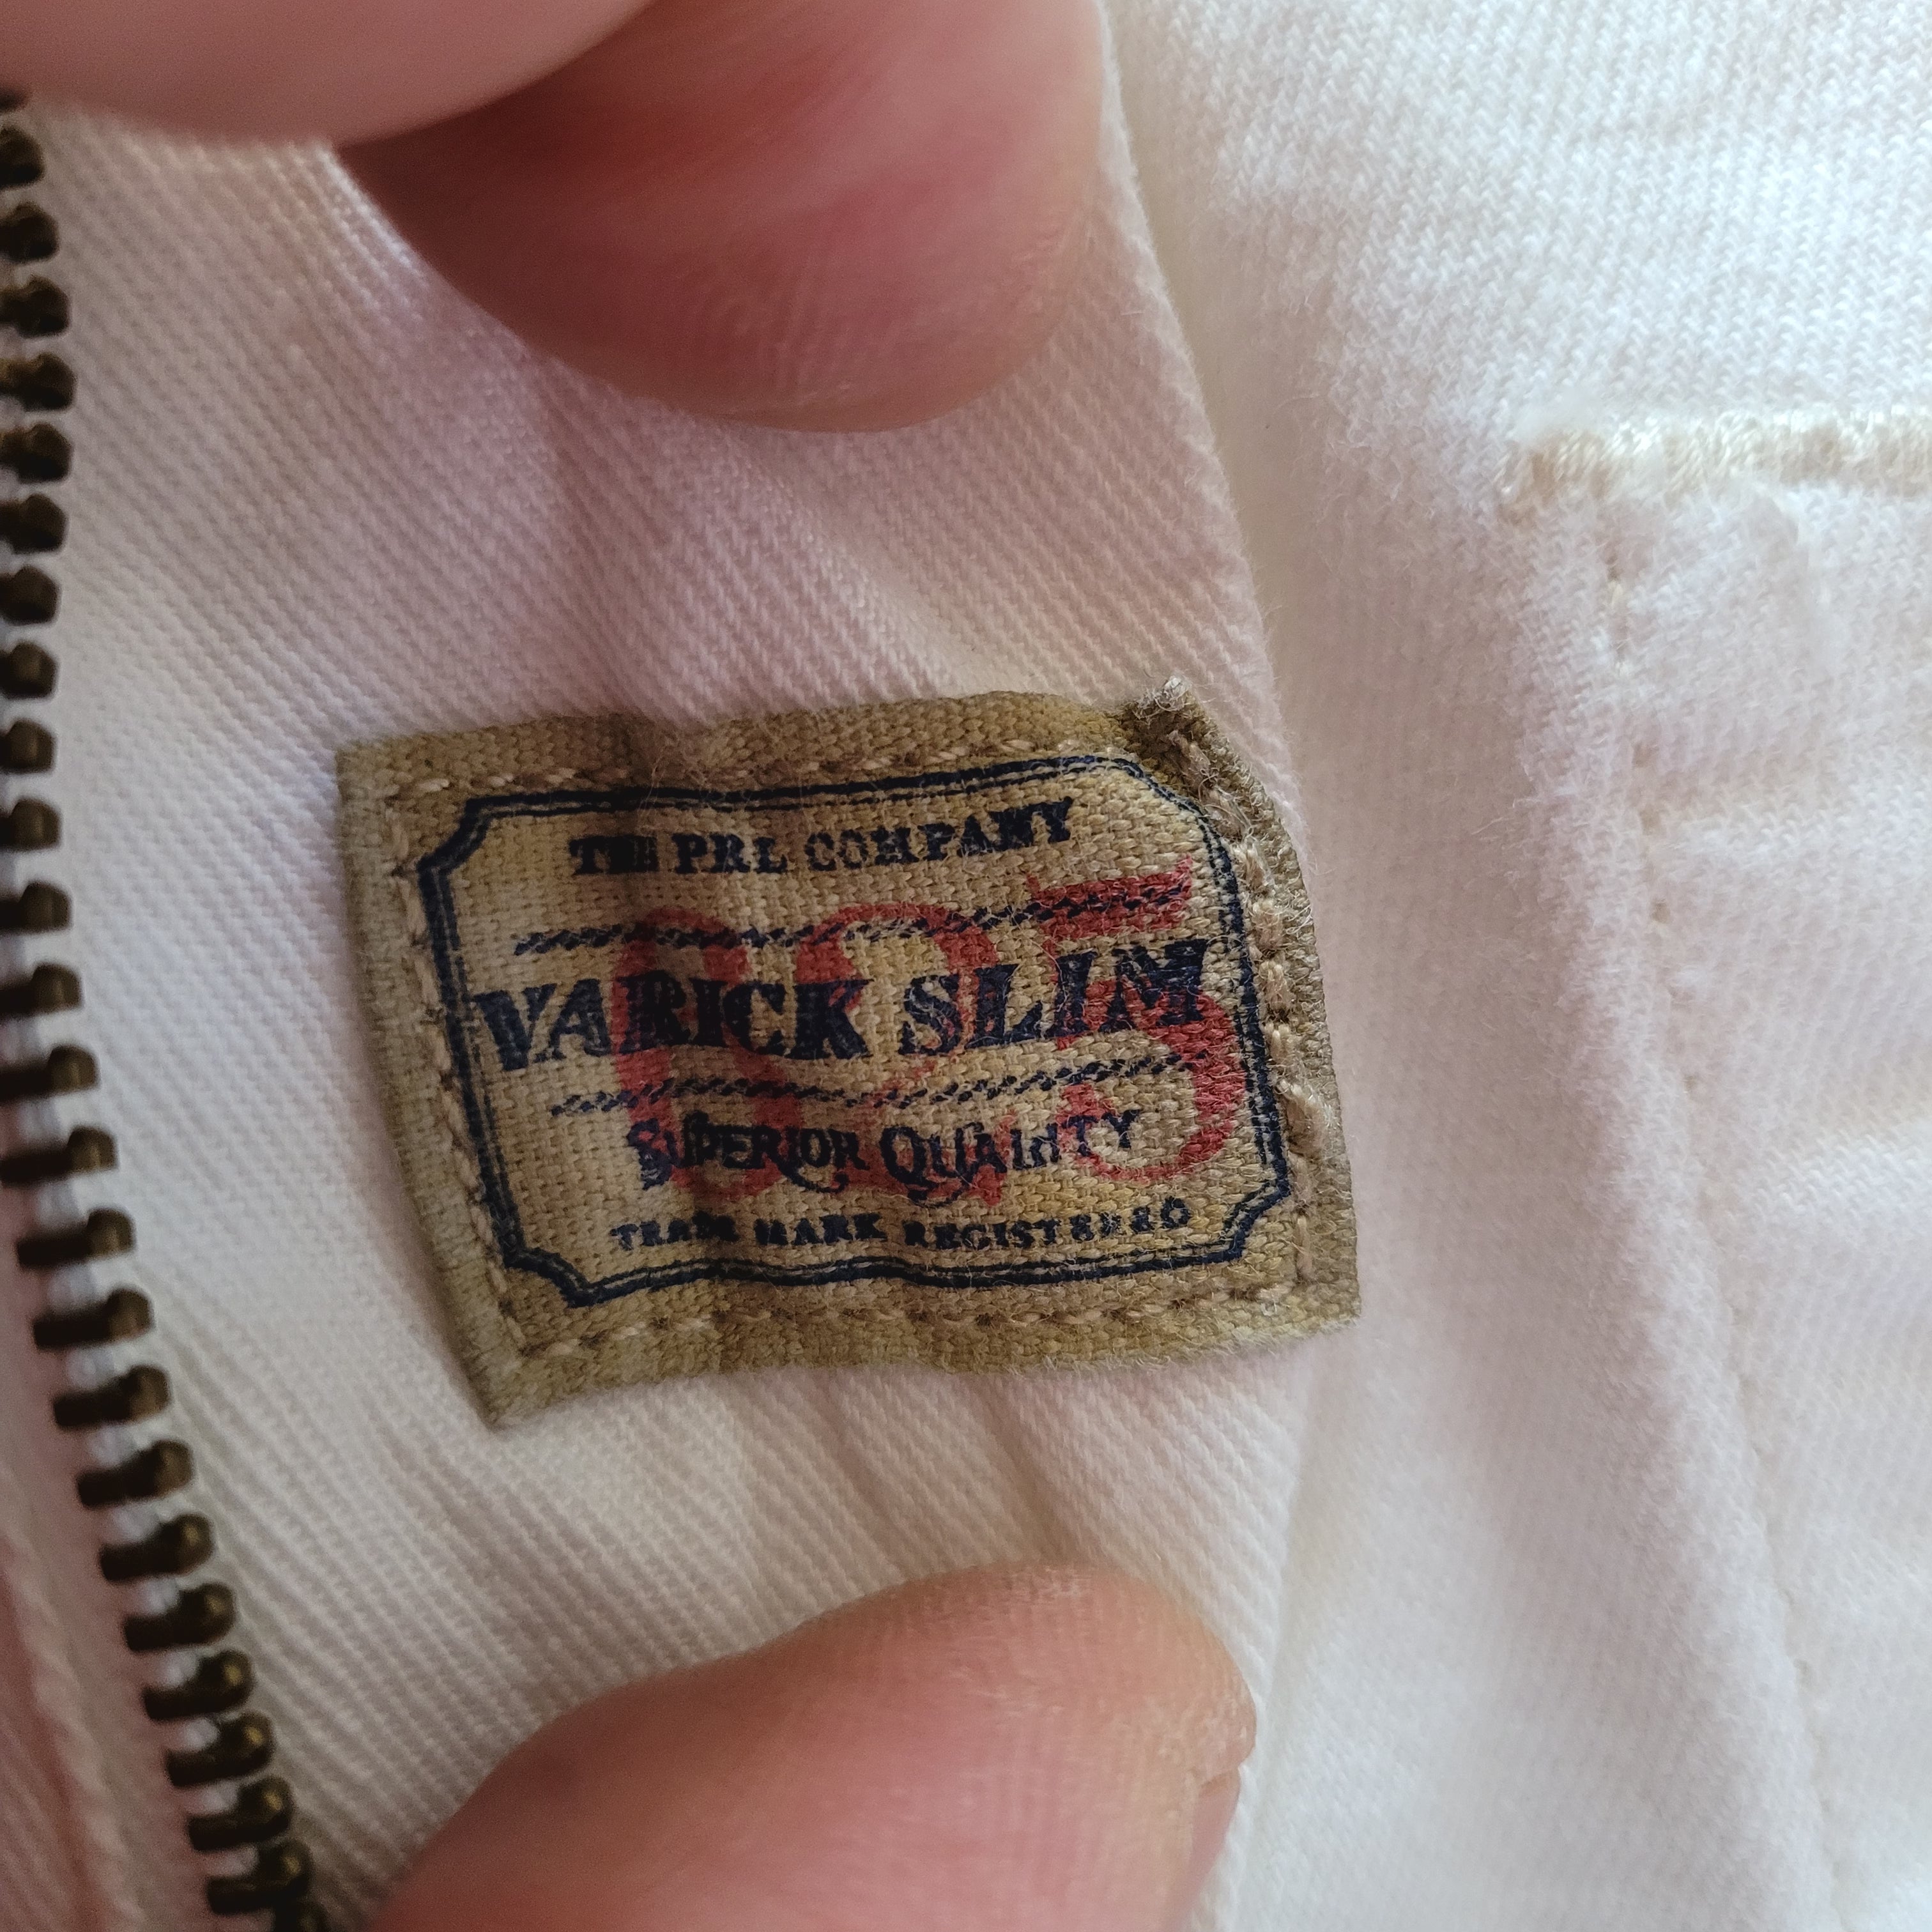 THE PRL COMPANY
VARICK SLIM
SUPERIOR QUALITY
TRADE MARK REGISTERED